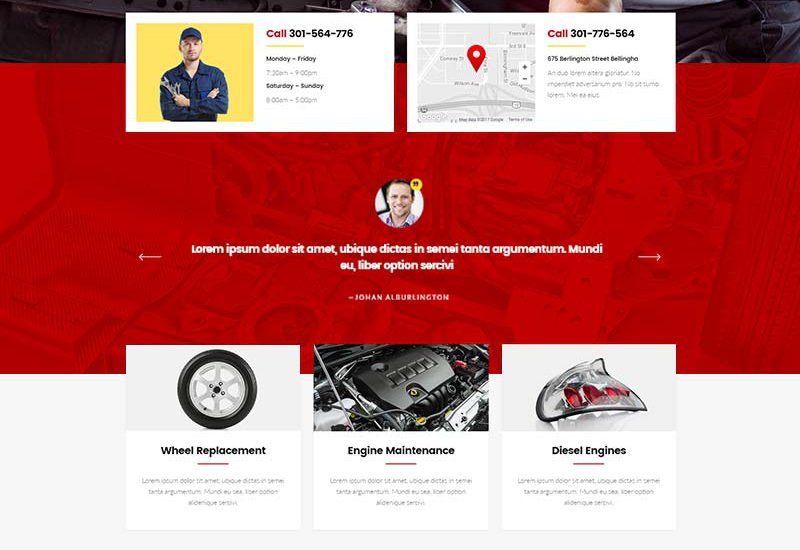 Call 301-564-776
Monday – Friday
7:30am – 9:00pm
Saturday – Sunday
8:00am – 5:00pm
Call 301-776-564
575 Berlington Street Bellingha
An duo lorem altera gloriatur. No
imperdiet adversarium pro. No sit tumo
lorem. Mei ea eius.
Conway St
Wilson Ave
3rd St S
Google
Map data ©2017 Google
Terms of Use
Lorem ipsum dolor sit amet, ubique dictas in semei tanta argumentum. Mundi
eu, liber option sercivi
—JOHAN ALBURLINGTON
Wheel Replacement
Lorem ipsum dolor sit amet, ubique dictas in semei
tanta argumentum. Mundi eu sea, liber option
alidenique sercivi.
Engine Maintenance
Lorem ipsum dolor sit amet, ubique dictas in semei
tanta argumentum. Mundi eu sea, liber option
alidenique sercivi.
Diesel Engines
Lorem ipsum dolor sit amet, ubique dictas in semei
tanta argumentum. Mundi eu sea, liber option
alidenique sercivi.